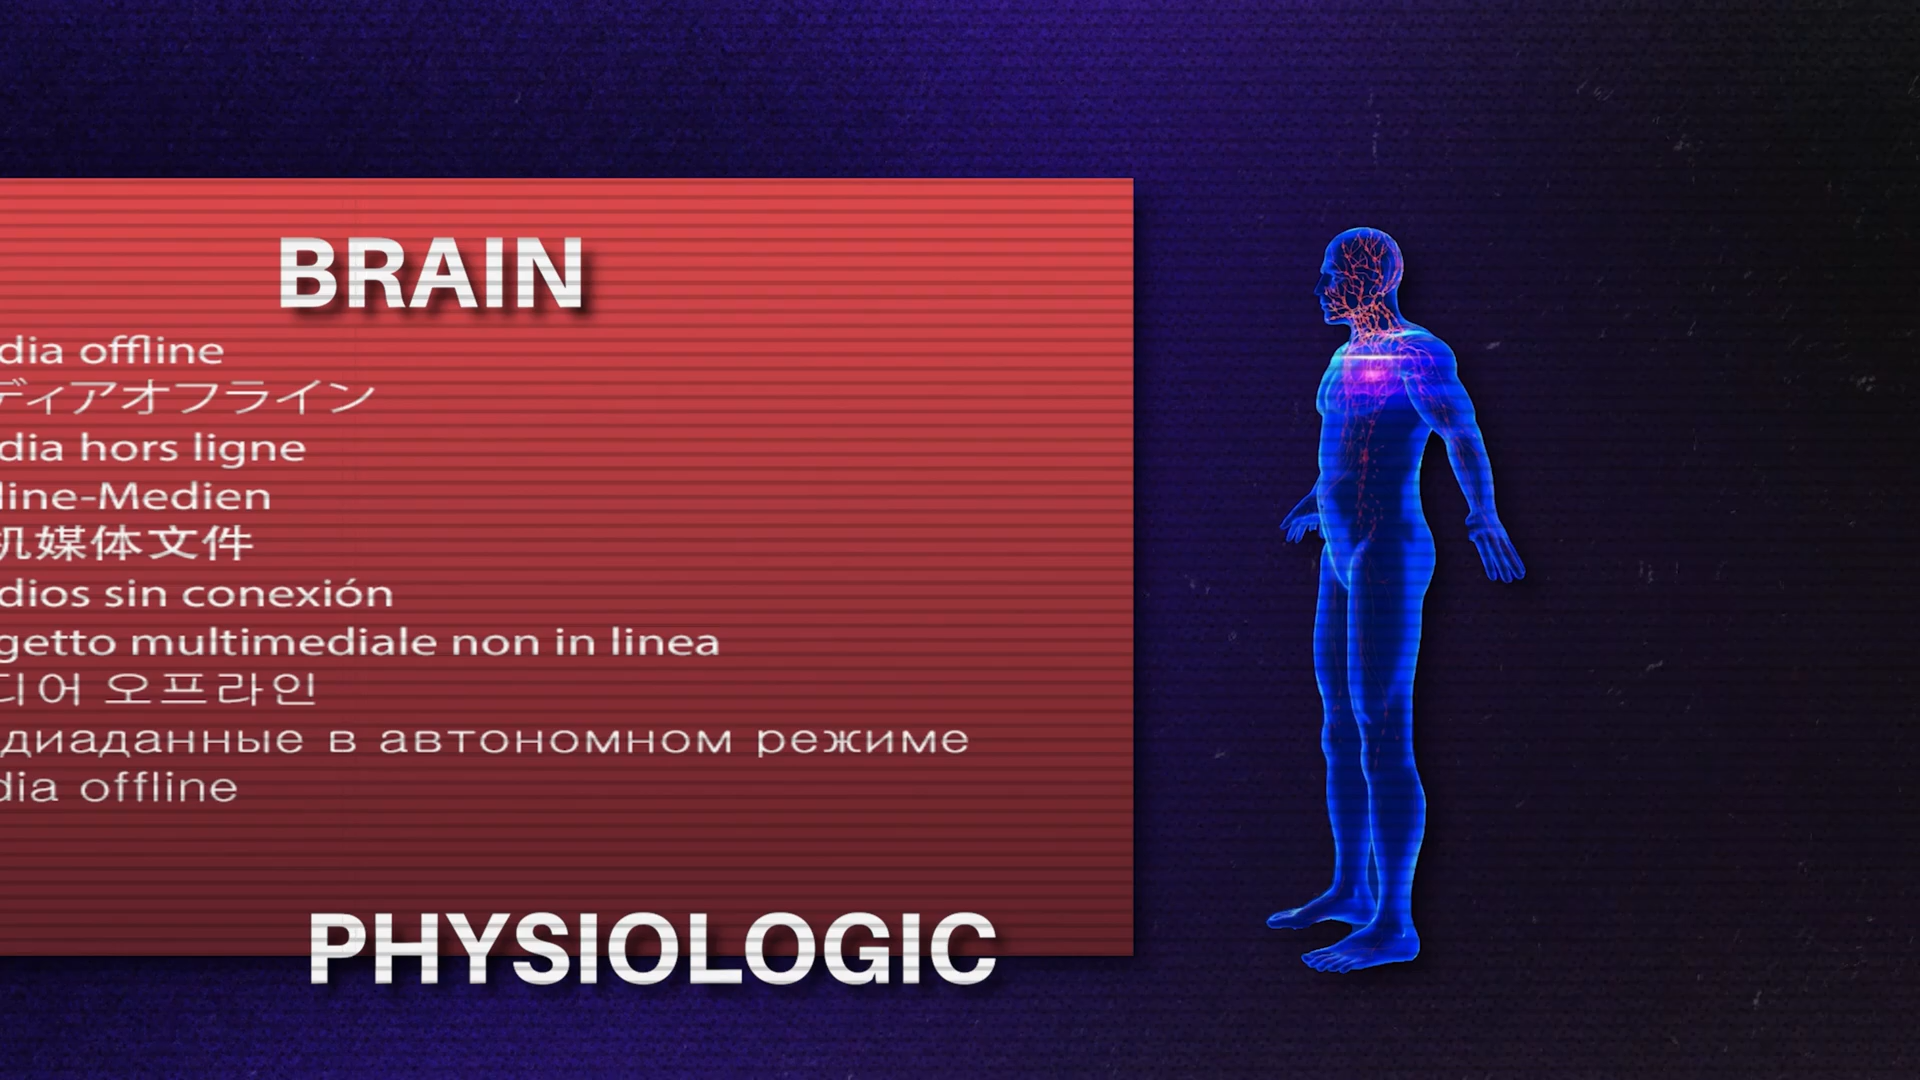 BRAIN
dia offline
ディアオフライン
dia hors ligne
line-Medien
机媒体文件
dios sin conexión
getto multimediale non in linea
디어 오프라인
диаданные в автономном режиме
dia offline
PHYSIOLOGIC